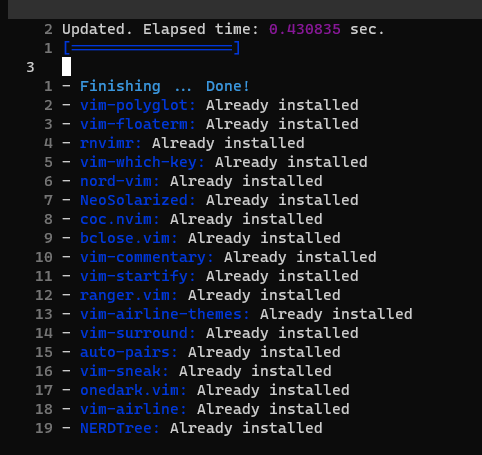 2 Updated. Elapsed time: 0.430835 sec.
1 [==================]
3
1 - Finishing ... Done!
2 - vim-polyglot: Already installed
3 - vim-floaterm: Already installed
4 - rnvimr: Already installed
5 - vim-which-key: Already installed
6 - nord-vim: Already installed
7 - NeoSolarized: Already installed
8 - coc.nvim: Already installed
9 - bclose.vim: Already installed
10 - vim-commentary: Already installed
11 - vim-startify: Already installed
12 - ranger.vim: Already installed
13 - vim-airline-themes: Already installed
14 - vim-surround: Already installed
15 - auto-pairs: Already installed
16 - vim-sneak: Already installed
17 - onedark.vim: Already installed
18 - vim-airline: Already installed
19 - NERDTree: Already installed